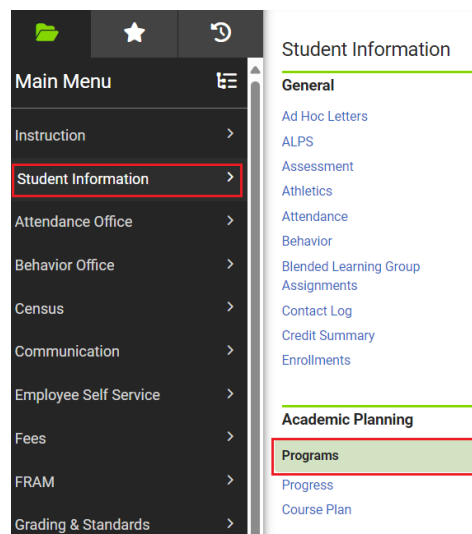 Main Menu
Instruction
Student Information
Attendance Office
Behavior Office
Census
Communication
Employee Self Service
Fees
FRAM
Grading & Standards
Student Information
General
Ad Hoc Letters
ALPS
Assessment
Athletics
Attendance
Behavior
Blended Learning Group
Assignments
Contact Log
Credit Summary
Enrollments
Academic Planning
Programs
Progress
Course Plan